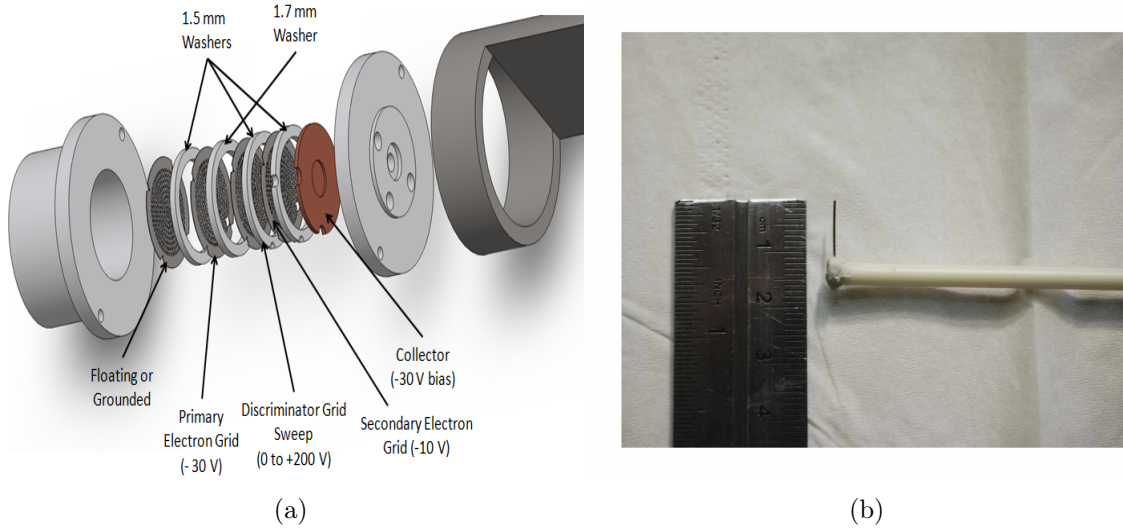 1.5 mm
Washers
1.7 mm
Washer
Floating or
Grounded
Primary
Electron Grid
(- 30 V)
Discriminator Grid
Sweep
(0 to +200 V)
Secondary Electron
Grid (-10 V)
Collector
(-30 V bias)
1/32
cm
1
INCH
2
1
3
4
(a)
(b)